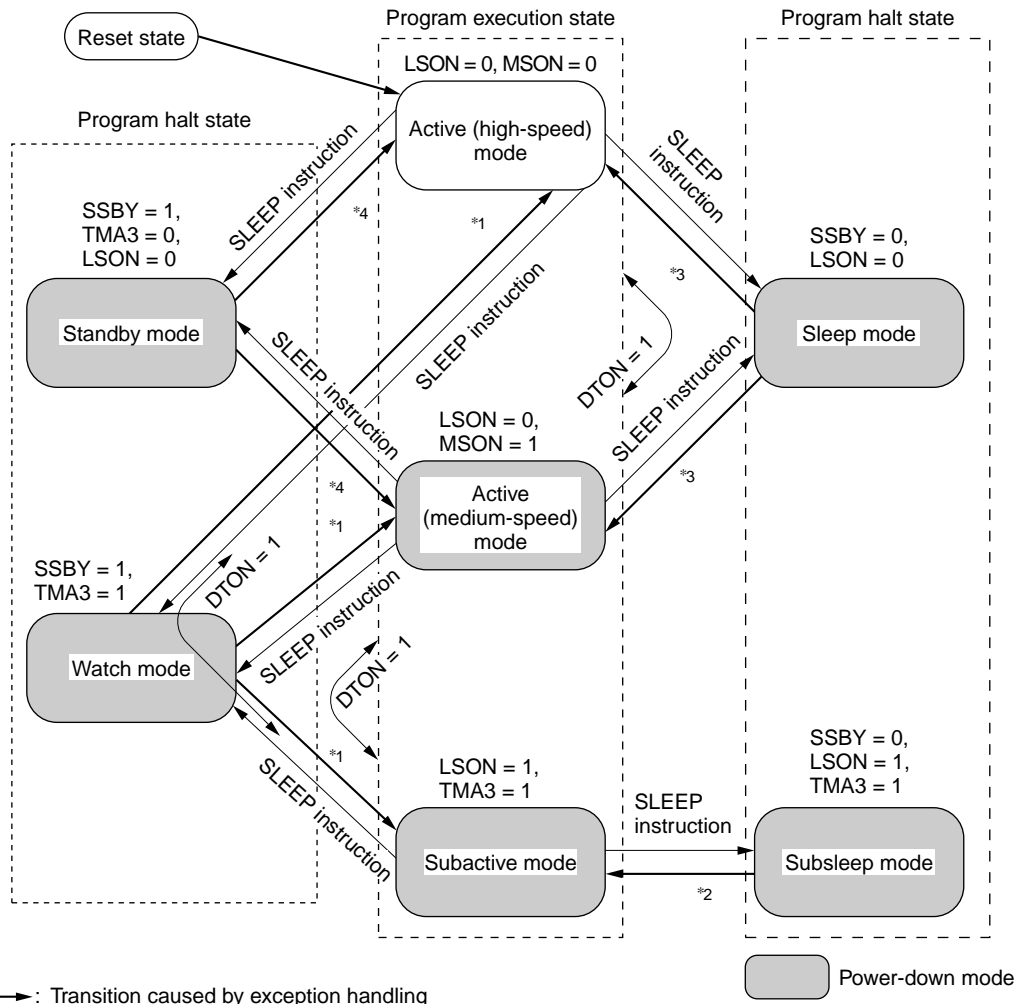 Program execution state
Program halt state
Reset state
LSON = 0, MSON = 0
Active (high-speed)
mode
Program halt state
SLEEP instruction
SLEEP
instruction
*4
*1
SSBY = 1,
TMA3 = 0,
LSON = 0
SSBY = 0,
LSON = 0
*3
Standby mode
Sleep mode
SLEEP instruction
SLEEP instruction
DTON = 1
SLEEP instruction
LSON = 0,
MSON = 1
*4
*3
Active
(medium-speed)
mode
*1
DTON = 1
SSBY = 1,
TMA3 = 1
SLEEP instruction
Watch mode
DTON = 1
*1
SLEEP instruction
LSON = 1,
TMA3 = 1
SSBY = 0,
LSON = 1,
TMA3 = 1
SLEEP
instruction
Subactive mode
Subsleep mode
*2
Power-down mode
: Transition caused by exception handling